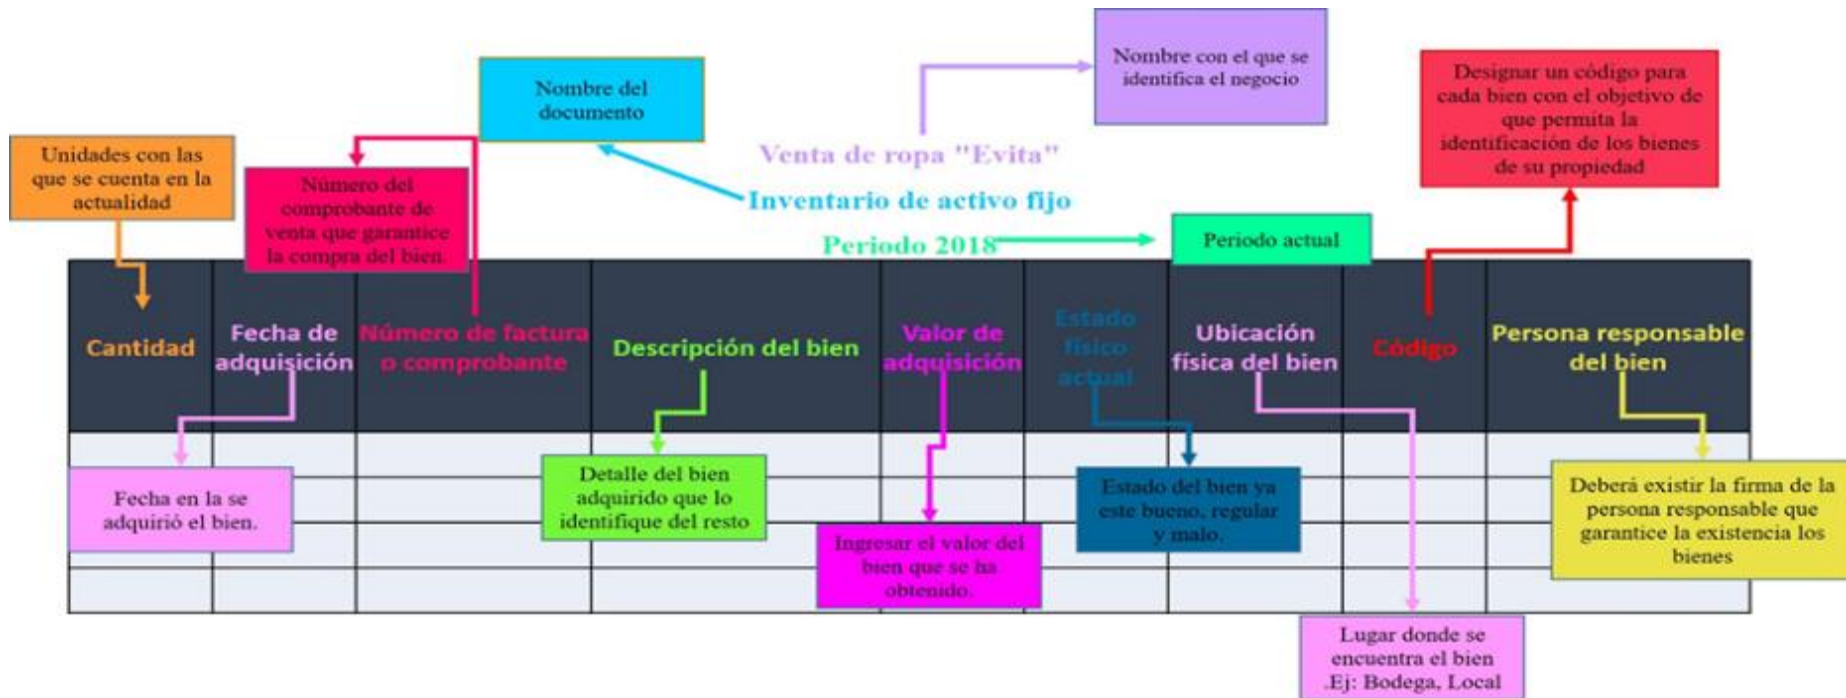 Nombre con el que se
identifica el negocio
Designar un código para
cada bien con el objetivo de
que permita la
identificación de los bienes
de su propiedad
Nombre del
documento
Unidades con las
que se cuenta en la
actualidad
Número del
comprobante de
venta que garantice
la compra del bien.
Venta de ropa "Evita"
Inventario de activo fijo
Periodo 2018
Periodo actual
Cantidad
Fecha de
adquisición
Número de factura
o comprobante
Descripción del bien
Valor de
adquisición
Estado
físico
actual
Ubicación
física del bien
Código
Persona responsable
del bien
Fecha en la se
adquirió el bien.
Detalle del bien
adquirido que lo
identifique del resto
Ingresar el valor del
bien que se ha
obtenido.
Estado del bien ya
este bueno, regular
y malo.
Deberá existir la firma de la
persona responsable que
garantice la existencia los
bienes
Lugar donde se
encuentra el bien
.Ej: Bodega, Local